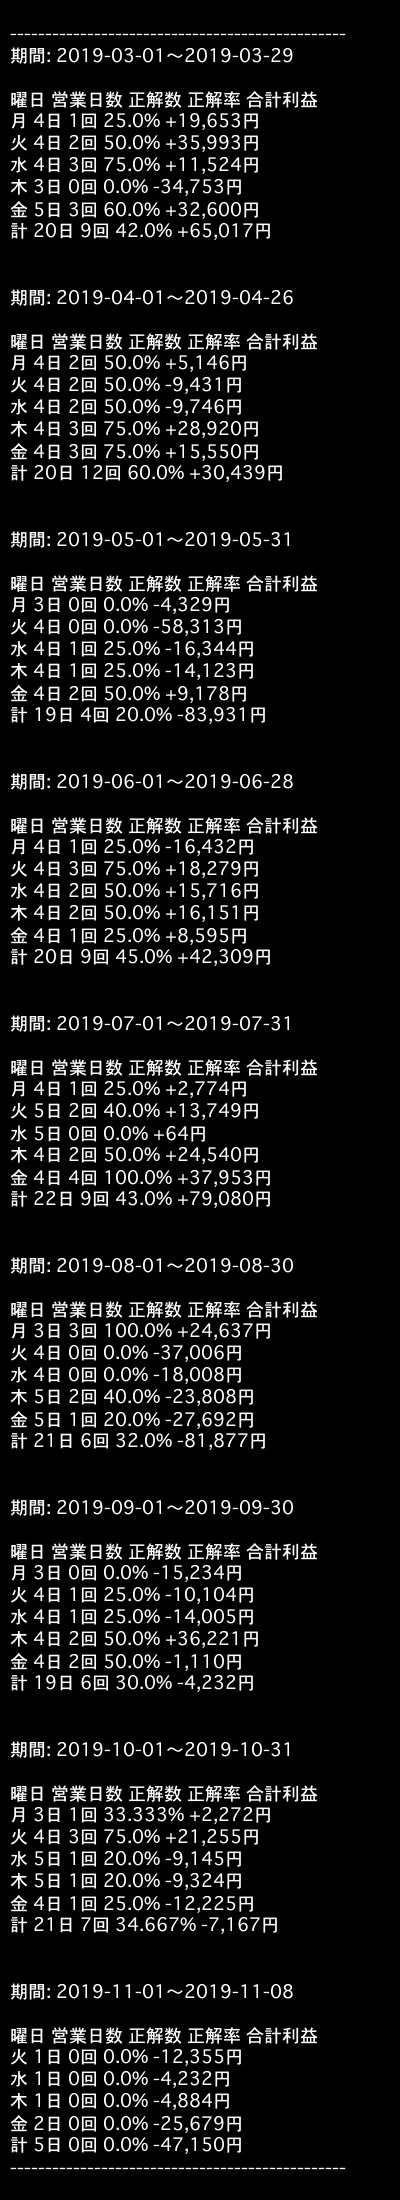 ------------------------------------------------
期間: 2019-03-01〜2019-03-29
曜日 営業日数 正解数 正解率 合計利益
月 4日 1回 25.0% +19,653円
火 4日 2回 50.0% +35,993円
水 4日 3回 75.0% +11,524円
木 3日 0回 0.0% -34,753円
金 5日 3回 60.0% +32,600円
計 20日 9回 42.0% +65,017円
期間: 2019-04-01〜2019-04-26
曜日 営業日数 正解数 正解率 合計利益
月 4日 2回 50.0% +5,146円
火 4日 2回 50.0% -9,431円
水 4日 2回 50.0% -9,746円
木 4日 3回 75.0% +28,920円
金 4日 3回 75.0% +15,550円
計 20日 12回 60.0% +30,439円
期間: 2019-05-01〜2019-05-31
曜日 営業日数 正解数 正解率 合計利益
月 3日 0回 0.0% -4,329円
火 4日 0回 0.0% -58,313円
水 4日 1回 25.0% -16,344円
木 4日 1回 25.0% -14,123円
金 4日 2回 50.0% +9,178円
計 19日 4回 20.0% -83,931円
期間: 2019-06-01〜2019-06-28
曜日 営業日数 正解数 正解率 合計利益
月 4日 1回 25.0% -16,432円
火 4日 3回 75.0% +18,279円
水 4日 2回 50.0% +15,716円
木 4日 2回 50.0% +16,151円
金 4日 1回 25.0% +8,595円
計 20日 9回 45.0% +42,309円
期間: 2019-07-01〜2019-07-31
曜日 営業日数 正解数 正解率 合計利益
月 4日 1回 25.0% +2,774円
火 5日 2回 40.0% +13,749円
水 5日 0回 0.0% +64円
木 4日 2回 50.0% +24,540円
金 4日 4回 100.0% +37,953円
計 22日 9回 43.0% +79,080円
期間: 2019-08-01〜2019-08-30
曜日 営業日数 正解数 正解率 合計利益
月 3日 3回 100.0% +24,637円
火 4日 0回 0.0% -37,006円
水 4日 0回 0.0% -18,008円
木 5日 2回 40.0% -23,808円
金 5日 1回 20.0% -27,692円
計 21日 6回 32.0% -81,877円
期間: 2019-09-01〜2019-09-30
曜日 営業日数 正解数 正解率 合計利益
月 3日 0回 0.0% -15,234円
火 4日 1回 25.0% -10,104円
水 4日 1回 25.0% -14,005円
木 4日 2回 50.0% +36,221円
金 4日 2回 50.0% -1,110円
計 19日 6回 30.0% -4,232円
期間: 2019-10-01〜2019-10-31
曜日 営業日数 正解数 正解率 合計利益
月 3日 1回 33.333% +2,272円
火 4日 3回 75.0% +21,255円
水 5日 1回 20.0% -9,145円
木 5日 1回 20.0% -9,324円
金 4日 1回 25.0% -12,225円
計 21日 7回 34.667% -7,167円
期間: 2019-11-01〜2019-11-08
曜日 営業日数 正解数 正解率 合計利益
火 1日 0回 0.0% -12,355円
水 1日 0回 0.0% -4,232円
木 1日 0回 0.0% -4,884円
金 2日 0回 0.0% -25,679円
計 5日 0回 0.0% -47,150円
------------------------------------------------